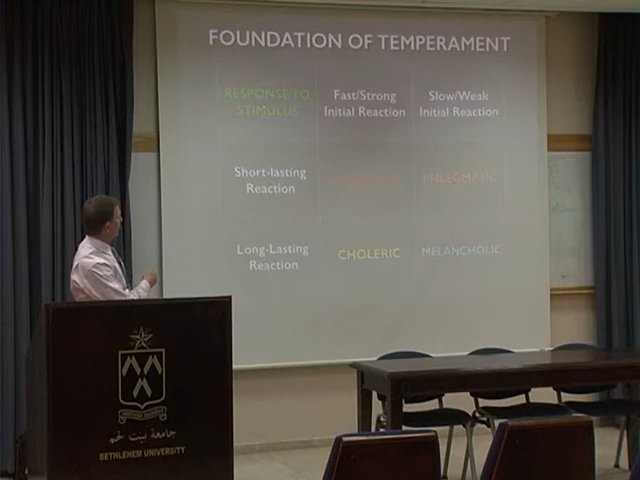 FOUNDATION OF TEMPERAMENT
RESPONSE TO
STIMULUS
Fast/Strong
Initial Reaction
Slow/Weak
Initial Reaction
Short-lasting
Reaction
PHLEGMATIC
Long-Lasting
Reaction
CHOLERIC
MELANCHOLIC
جامعة بيت لحم
BETHLEHEM UNIVERSITY